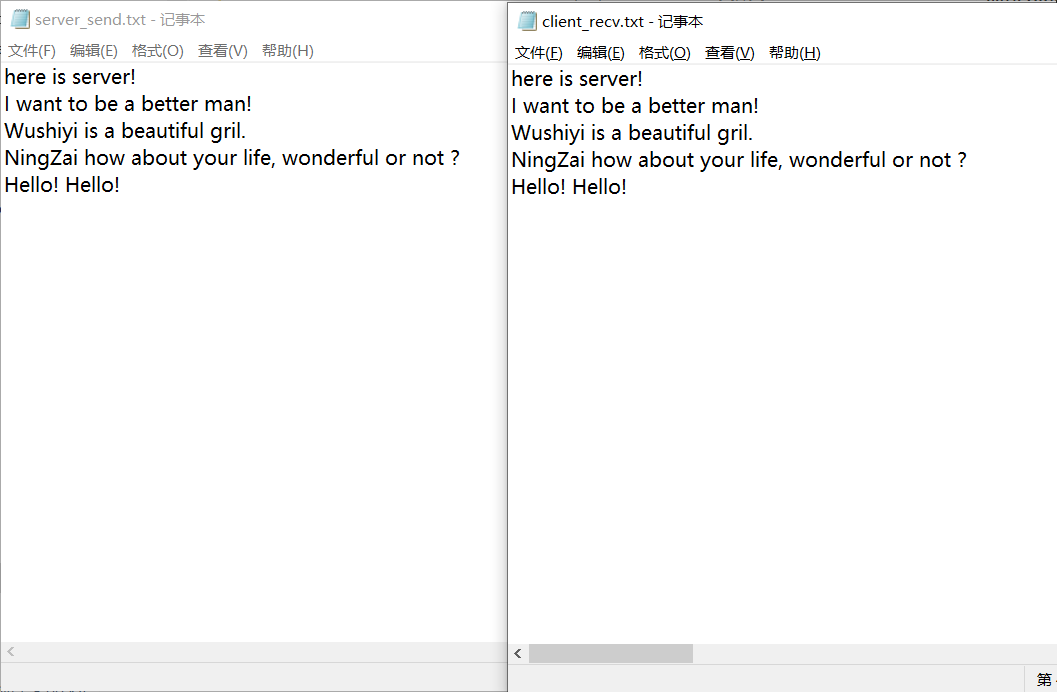 server_send.txt - 记事本
文件(F) 编辑(E) 格式(O) 查看(V) 帮助(H)
here is server!
I want to be a better man!
Wushiyi is a beautiful gril.
NingZai how about your life, wonderful or not ?
Hello! Hello!
client_recv.txt - 记事本
文件(F) 编辑(E) 格式(O) 查看(V) 帮助(H)
here is server!
I want to be a better man!
Wushiyi is a beautiful gril.
NingZai how about your life, wonderful or not ?
Hello! Hello!
第